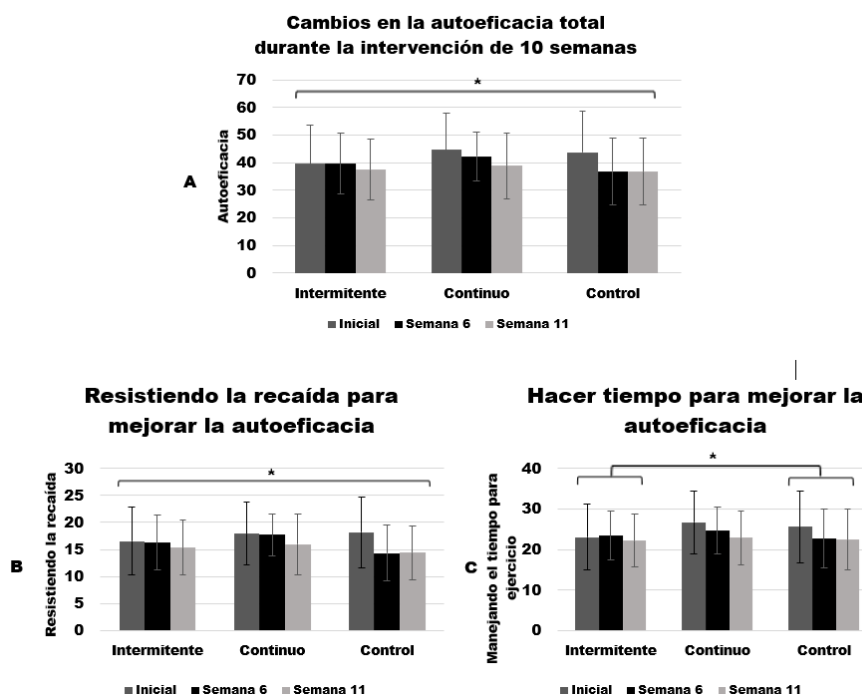 Cambios en la autoeficacia total
durante la intervención de 10 semanas
70
60
50
40
30
20
10
0
A
Autoeficacia
*
Intermitente Continuo Control
Inicial Semana 6 Semana 11
Resistiendo la recaída para
mejorar la autoeficacia
30
25
20
15
10
5
0
B
Resistiendo la recaída
*
Intermitente Continuo Control
Inicial Semana 6 Semana 11
Hacer tiempo para mejorar la
autoeficacia
40
30
20
10
0
C
Manejando el tiempo para
ejercicio
*
Intermitente Continuo Control
Inicial Semana 6 Semana 11